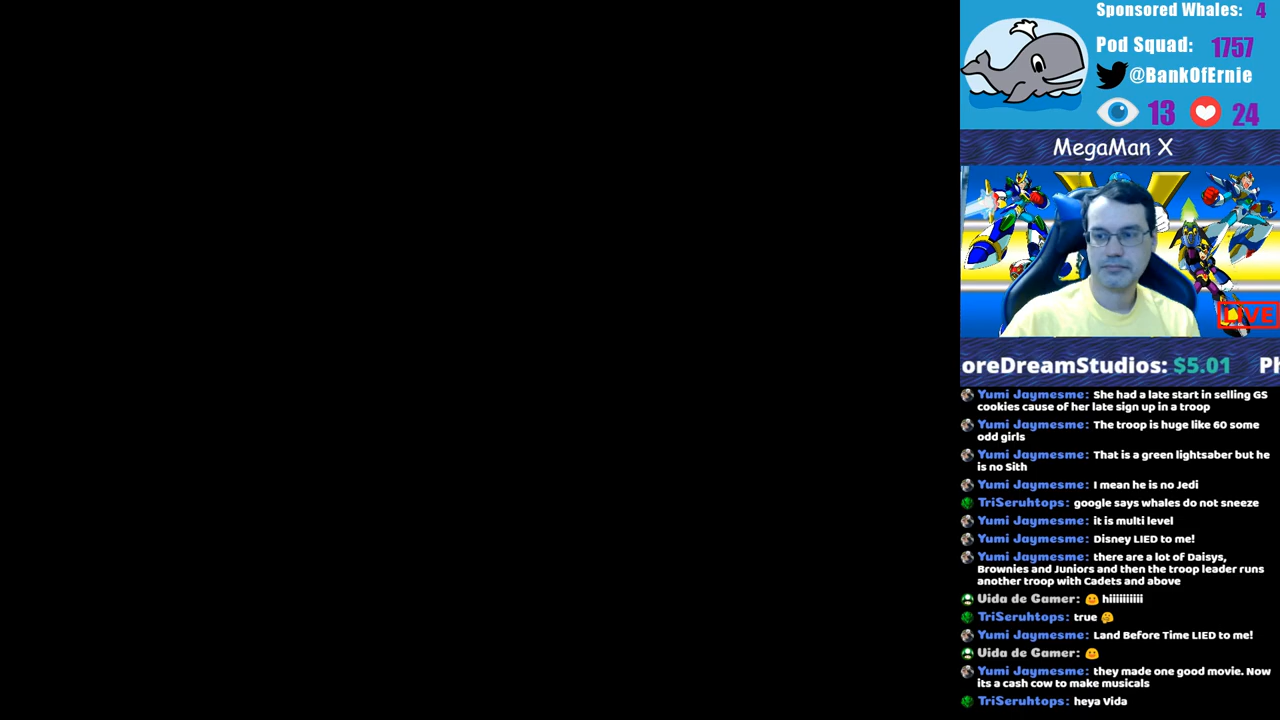 Sponsored Whales: 4
Pod Squad: 1757
@BankOfErnie
13 24
MegaMan X
LIVE
oreDreamStudios: $5.01 Ph
Yumi Jaymesme: She had a late start in selling GS
cookies cause of her late sign up in a troop
Yumi Jaymesme: The troop is huge like 60 some
odd girls
Yumi Jaymesme: That is a green lightsaber but he
is no Sith
Yumi Jaymesme: I mean he is no Jedi
TriSeruhtops: google says whales do not sneeze
Yumi Jaymesme: it is multi level
Yumi Jaymesme: Disney LIED to me!
Yumi Jaymesme: there are a lot of Daisys,
Brownies and Juniors and then the troop leader runs
another troop with Cadets and above
Vida de Gamer: hiiiiiiiiii
TriSeruhtops: true
Yumi Jaymesme: Land Before Time LIED to me!
Vida de Gamer:
Yumi Jaymesme: they made one good movie. Now
its a cash cow to make musicals
TriSeruhtops: heya Vida